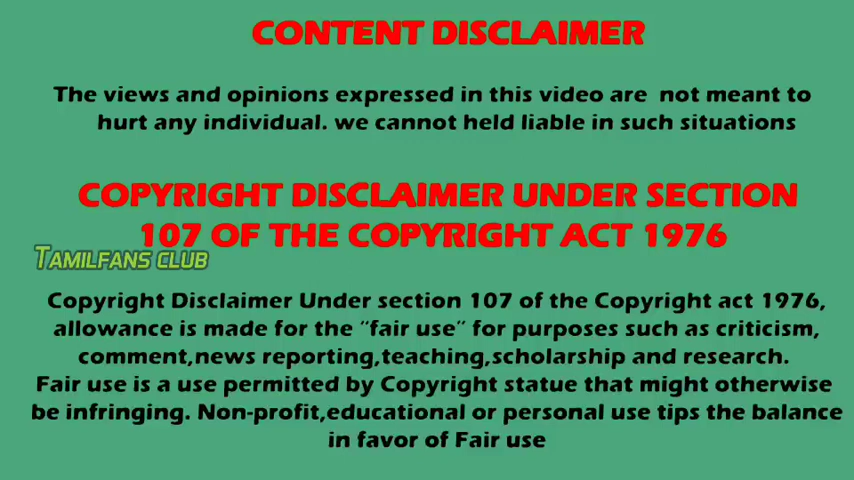 CONTENT DISCLAIMER
The views and opinions expressed in this video are not meant to
hurt any individual. we cannot held liable in such situations
COPYRIGHT DISCLAIMER UNDER SECTION
107 OF THE COPYRIGHT ACT 1976
TAMILFANS CLUB
Copyright Disclaimer Under section 107 of the Copyright act 1976,
allowance is made for the “fair use” for purposes such as criticism,
comment,news reporting,teaching,scholarship and research.
Fair use is a use permitted by Copyright statue that might otherwise
be infringing. Non-profit,educational or personal use tips the balance
in favor of Fair use